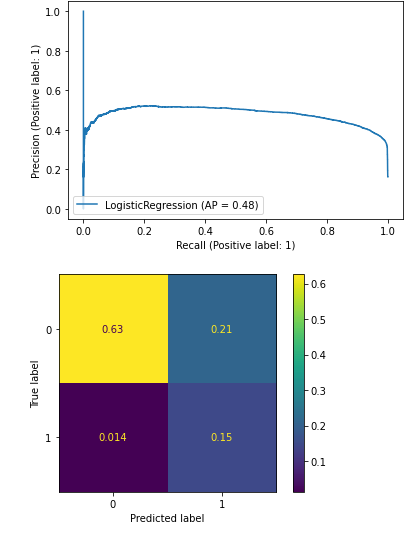 1.0
0.8
0.6
0.4
0.2
0.0
Precision (Positive label: 1)
LogisticRegression (AP = 0.48)
0.0 0.2 0.4 0.6 0.8 1.0
Recall (Positive label: 1)
0
1
True label
0.63 0.21
0.014 0.15
0 1
Predicted label
0.6
0.5
0.4
0.3
0.2
0.1